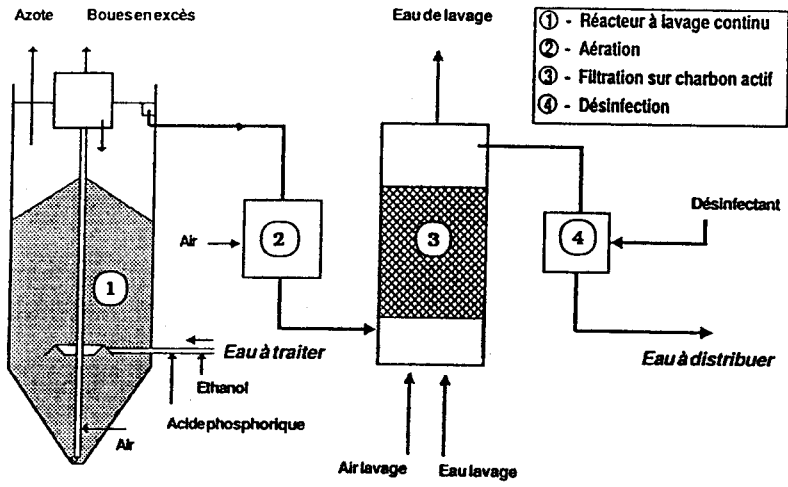 Azote
Boues en excès
Eau de lavage
① - Réacteur à lavage continu
② - Aération
③ - Filtration sur charbon actif
④ - Désinfection
Désinfectant
Air
2
3
4
1
Eau à traiter
Eau à distribuer
Ethanol
Acide phosphorique
Air
Air lavage
Eau lavage